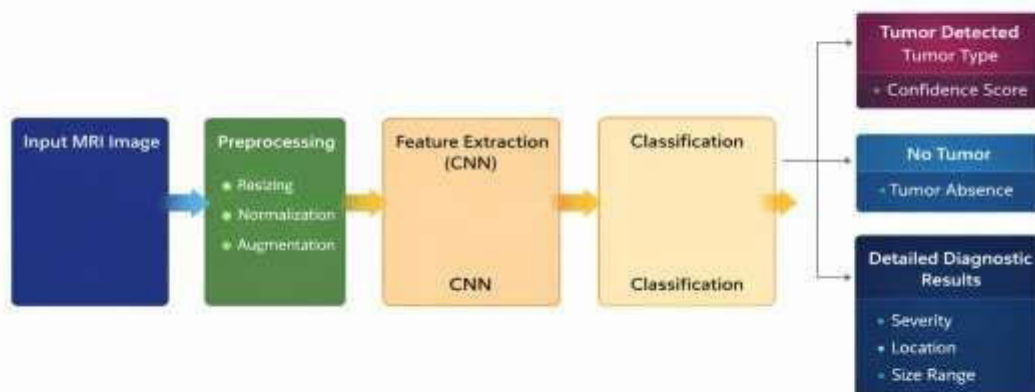 Input MRI Image
Preprocessing
Resizing
Normalization
Augmentation
Feature Extraction
(CNN)
CNN
Classification
Classification
Tumor Detected
Tumor Type
Confidence Score
No Tumor
Tumor Absence
Detailed Diagnostic
Results
Severity
Location
Size Range